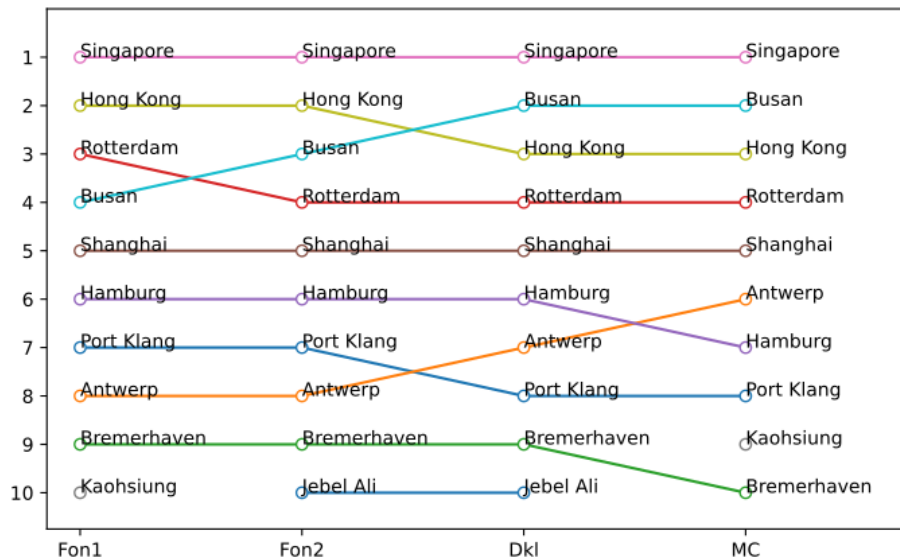 1 Singapore Singapore Singapore Singapore
2 Hong Kong Hong Kong Busan Busan
3 Rotterdam Busan Hong Kong Hong Kong
4 Busan Rotterdam Rotterdam Rotterdam
5 Shanghai Shanghai Shanghai Shanghai
6 Hamburg Hamburg Hamburg Antwerp
7 Port Klang Port Klang Antwerp Hamburg
8 Antwerp Antwerp Port Klang Port Klang
9 Bremerhaven Bremerhaven Bremerhaven Kaohsiung
10 Kaohsiung Jebel Ali Jebel Ali Bremerhaven
Fon1 Fon2 Dkl MC